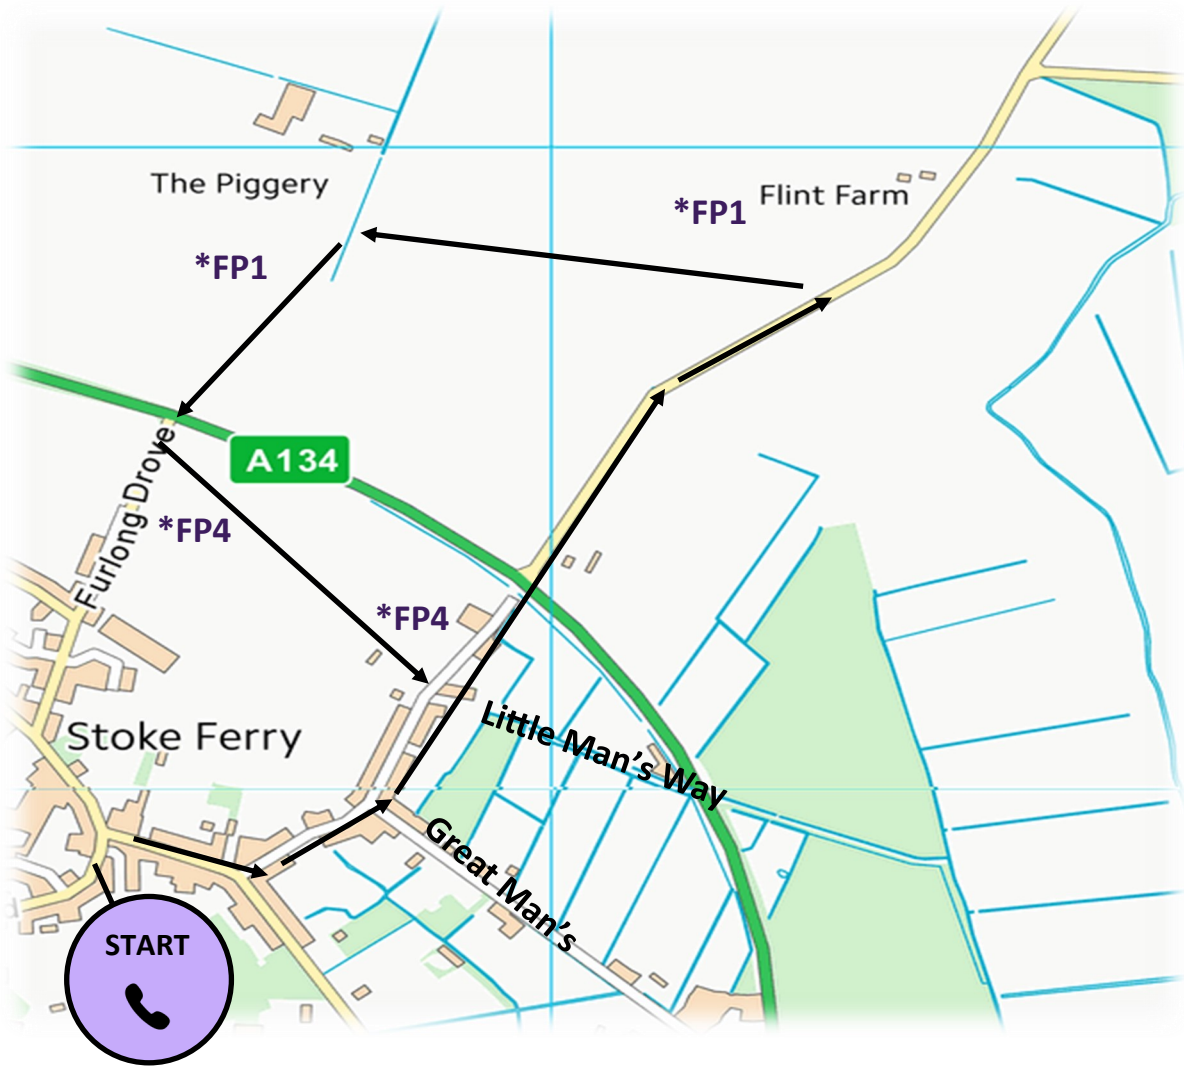 The Piggery
Flint Farm
*FP1
*FP1
A134
Furlong Drove
*FP4
*FP4
Stoke Ferry
Little Man's Way
Great Man's
START